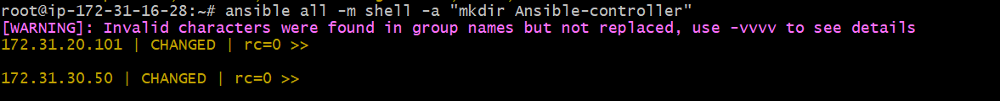 root@ip-172-31-16-28:~# ansible all -m shell -a "mkdir Ansible-controller"
[WARNING]: Invalid characters were found in group names but not replaced, use -vvvv to see details
172.31.20.101 | CHANGED | rc=0 >>
172.31.30.50 | CHANGED | rc=0 >>